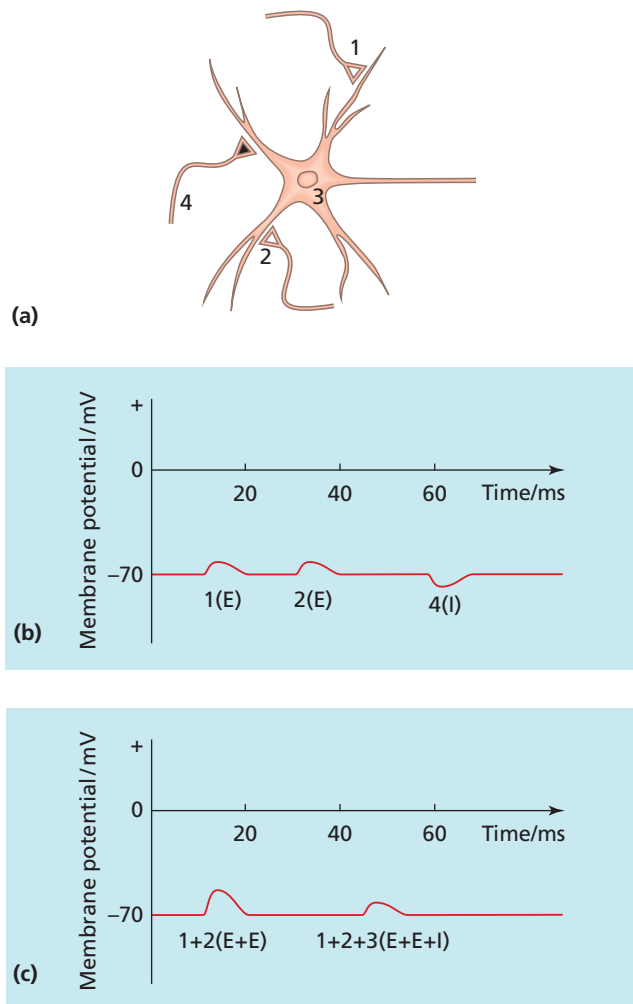 1
4
3
2
(a)
Membrane potential/mV
+
0
20 40 60 Time/ms
–70
1(E) 2(E) 4(I)
(b)
Membrane potential/mV
+
0
20 40 60 Time/ms
–70
1+2(E+E) 1+2+3(E+E+I)
(c)